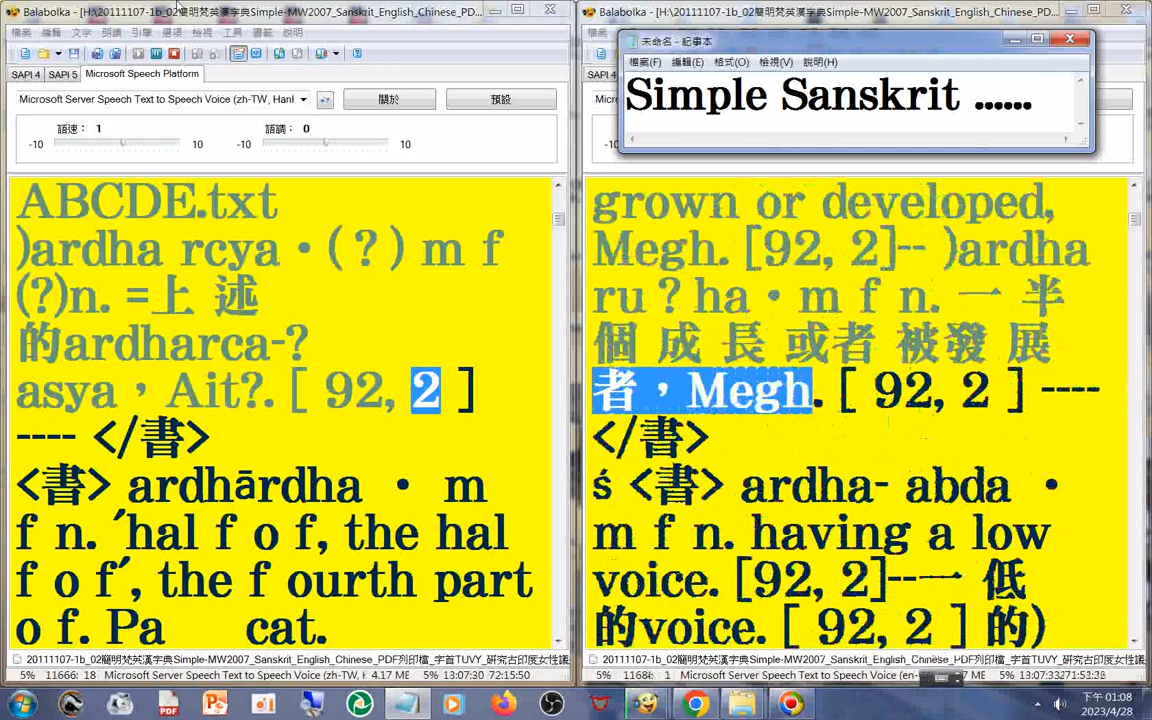 Balabolka - [H:\20111107-1b_02簡明梵英漢字典Simple-MW2007_Sanskrit_English_Chinese_PD...
檔案 編輯 文字 朗讀 引擎 選項 檢視 工具 書籤 說明
SAPI 4 SAPI 5 Microsoft Speech Platform
Microsoft Server Speech Text to Speech Voice (zh-TW, HanH
關於 預設
語速： 1 語調： 0
-10 10 -10 10
ABCDE.txt
)ardha rcya・(？) m f
(?)n. =上 述
的ardharca-?
asya，Ait?. [ 92, 2 ]
---- </書>
<書> ardhārdha ・ m
f n. ′hal f o f, the hal
f o f′, the f ourth part
o f. Pa cat.
20111107-1b_02簡明梵英漢字典Simple-MW2007_Sanskrit_English_Chinese_PDF列印檔_字首TUVY_研究古印度女性議
5% 11666: 18 Microsoft Server Speech Text to Speech Voice (zh-TW, Hanl 4.17 ME 5% 13:07:30 72:15:50
Balabolka - [H:\20111107-1b_02簡明梵英漢字典Simple-MW2007_Sanskrit_English_Chinese_PD...
檔案
SAPI 4
未命名 - 記事本
檔案(F) 編輯(E) 格式(O) 檢視(V) 說明(H)
Simple Sanskrit ......
語
-10
grown or developed,
Megh. [92, 2]-- )ardha
ru ? ha・m f n. 一 半
個 成 長 或者 被發 展
者，Megh. [ 92, 2 ] ----
</書>
ś <書> ardha- abda ・
m f n. having a low
voice. [92, 2]--一 低
的voice. [ 92, 2 ] 的)
20111107-1b_02簡明梵英漢字典Simple-MW2007_Sanskrit_English_Chinese_PDF列印檔_字首TUVY_研究古印度女性議
Microsoft Server Speech Text to Speech Voice (zh-TW,
下午 01:08
2023/4/28